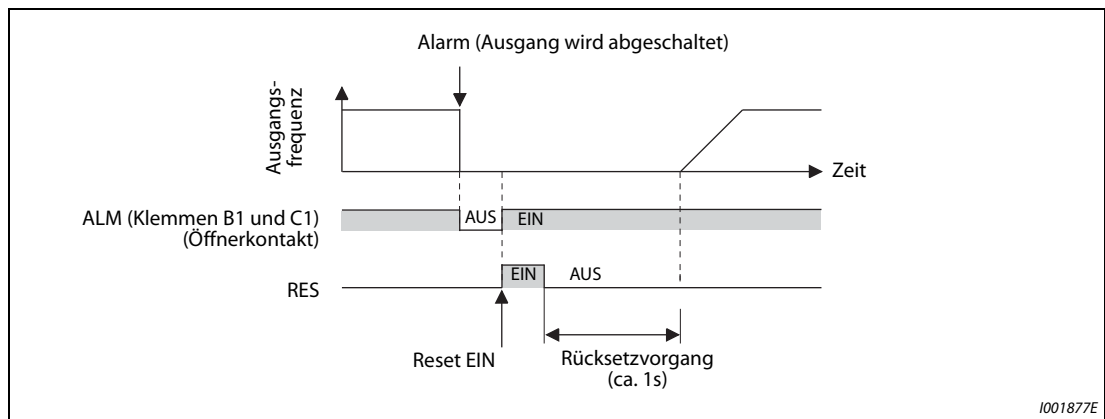 Alarm (Ausgang wird abgeschaltet)
Ausgangs-
frequenz
Zeit
ALM (Klemmen B1 und C1)
(Öffnerkontakt)
AUS
EIN
RES
EIN
AUS
Reset EIN
Rücksetzvorgang
(ca. 1s)
I001877E